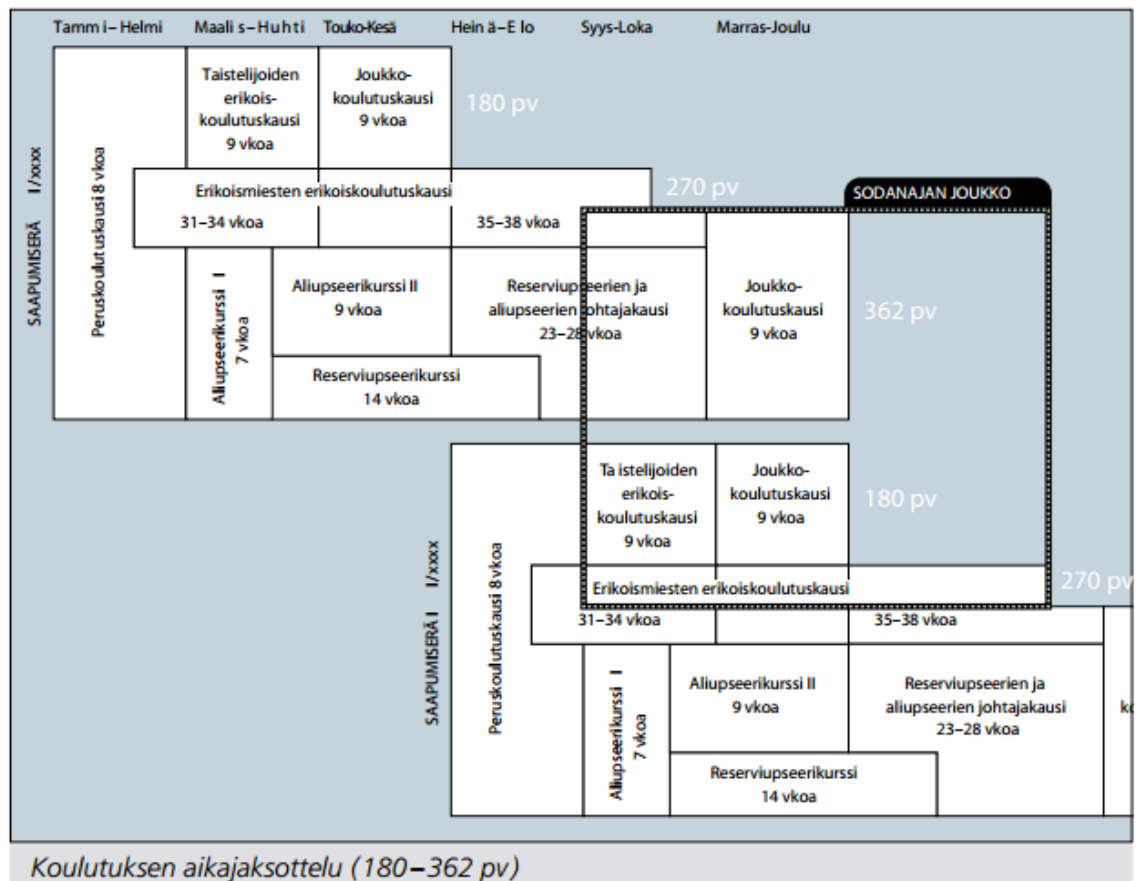 Tammi–Helmi Maalis–Huhti Touko-Kesä Heinä–Elo Syys-Loka Marras-Joulu
SAAPUMISERÄ I/xxxx
Peruskoulutuskausi 8 vkoa
Taistelijoiden
erikois-
koulutuskausi
9 vkoa
Joukko-
koulutuskausi
9 vkoa
180 pv
Erikoismiesten erikoiskoulutuskausi
270 pv
31–34 vkoa
35–38 vkoa
SODANAJAN JOUKKO
Aliupseerikurssi I
7 vkoa
Aliupseerikurssi II
9 vkoa
Reserviupseerikurssi
14 vkoa
Reserviupseerien ja
aliupseerien johtajakausi
23–28 vkoa
Joukko-
koulutuskausi
9 vkoa
362 pv
SAAPUMISERÄ I I/xxxx
Peruskoulutuskausi 8 vkoa
Taistelijoiden
erikois-
koulutuskausi
9 vkoa
Joukko-
koulutuskausi
9 vkoa
180 pv
Erikoismiesten erikoiskoulutuskausi
270 pv
31–34 vkoa
35–38 vkoa
Aliupseerikurssi I
7 vkoa
Aliupseerikurssi II
9 vkoa
Reserviupseerikurssi
14 vkoa
Reserviupseerien ja
aliupseerien johtajakausi
23–28 vkoa
Koulutuksen aikajaksottelu (180–362 pv)